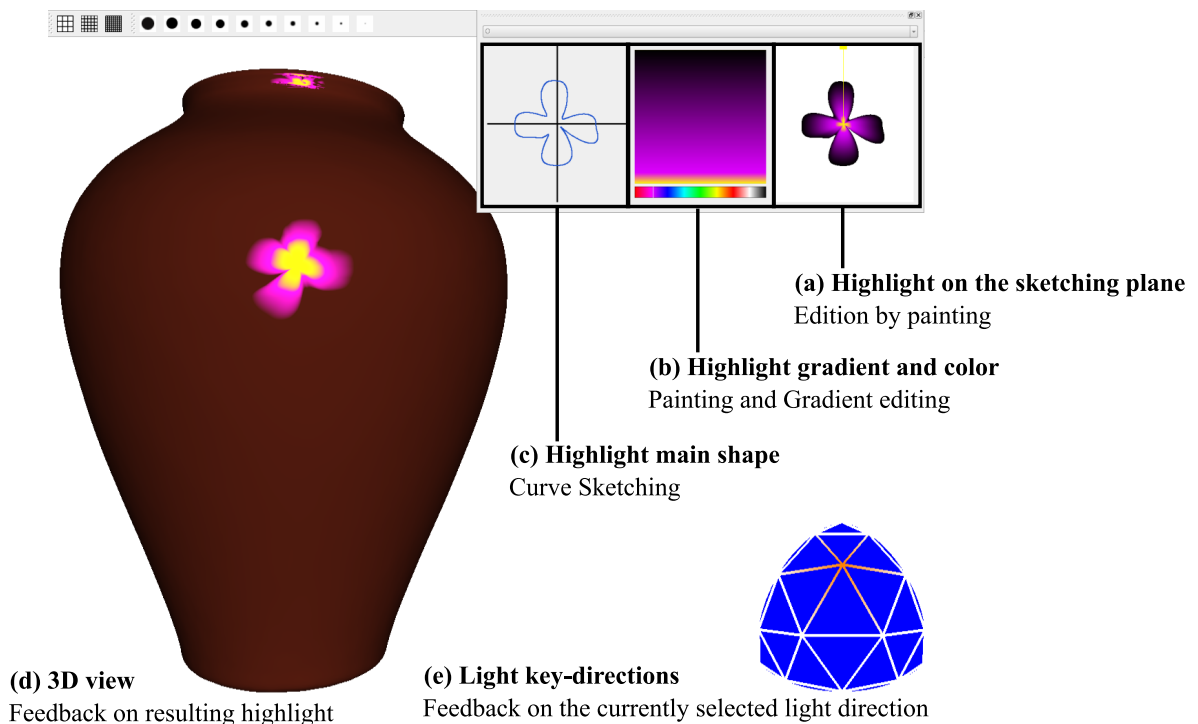 (a) Highlight on the sketching plane
Edition by painting
(b) Highlight gradient and color
Painting and Gradient editing
(c) Highlight main shape
Curve Sketching
(d) 3D view
Feedback on resulting highlight
(e) Light key-directions
Feedback on the currently selected light direction